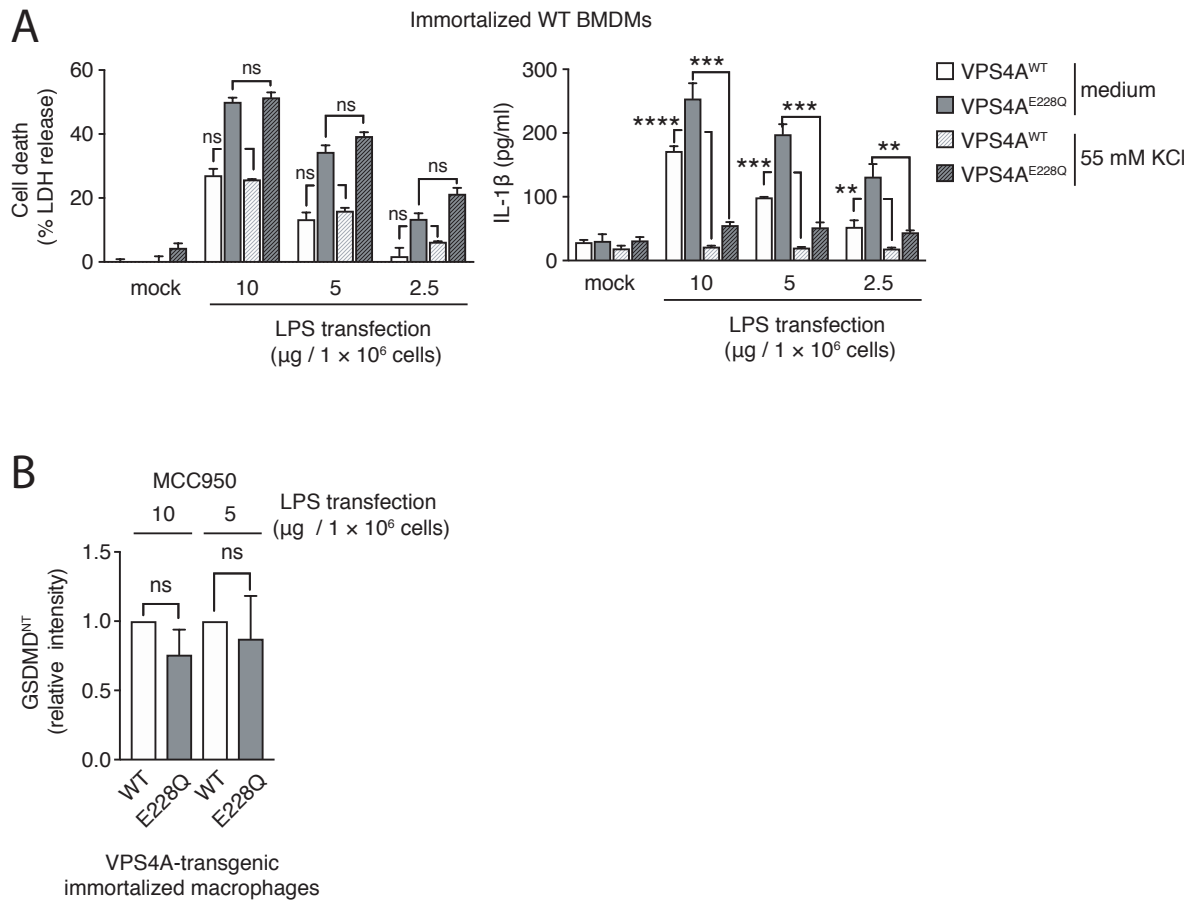 A
Immortalized WT BMDMs
Cell death
(% LDH release)
60
40
20
0
ns
ns
ns
ns
ns
ns
mock
10
5
2.5
LPS transfection
(µg / 1 × 10⁶ cells)
IL-1β (pg/ml)
300
200
100
0
****
***
***
***
**
**
mock
10
5
2.5
LPS transfection
(µg / 1 × 10⁶ cells)
VPS4A^WT
VPS4A^E228Q
medium
VPS4A^WT
VPS4A^E228Q
55 mM KCl
B
MCC950
10
5
LPS transfection
(µg / 1 × 10⁶ cells)
GSDMD^NT
(relative intensity)
1.5
1.0
0.5
0.0
ns
ns
WT
E228Q
WT
E228Q
VPS4A-transgenic
immortalized macrophages